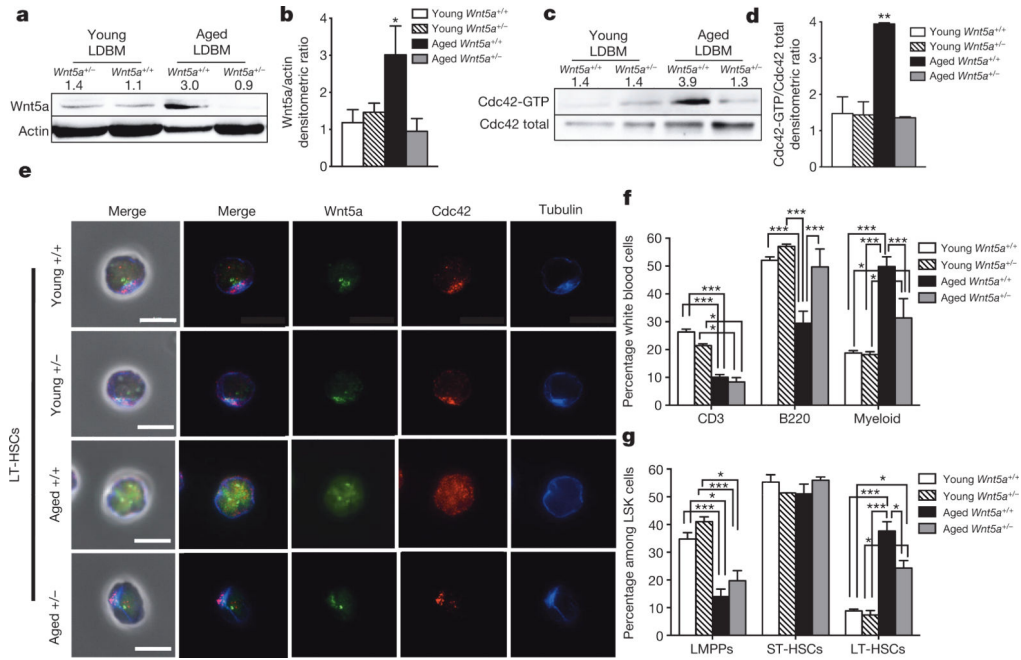 a
Young LDBM
Aged LDBM
Wnt5a+/− Wnt5a+/+ Wnt5a+/+ Wnt5a+/−
1.4 1.1 3.0 0.9
Wnt5a
Actin
b
Wnt5a/actin
densitometric ratio
4
3
2
1
0
*
Young Wnt5a+/+
Young Wnt5a+/−
Aged Wnt5a+/+
Aged Wnt5a+/−
c
Young LDBM
Aged LDBM
Wnt5a+/+ Wnt5a+/− Wnt5a+/+ Wnt5a+/−
1.4 1.4 3.9 1.3
Cdc42-GTP
Cdc42 total
d
Cdc42-GTP/Cdc42 total
densitometric ratio
4
2
0
**
Young Wnt5a+/+
Young Wnt5a+/−
Aged Wnt5a+/+
Aged Wnt5a+/−
e
Merge Merge Wnt5a Cdc42 Tubulin
LT-HSCs
Young +/+
Young +/−
Aged +/+
Aged +/−
f
Percentage white blood cells
60
50
40
30
20
10
0
*** *** * *
*** *** ***
*** *** *** * *
CD3 B220 Myeloid
Young Wnt5a+/+
Young Wnt5a+/−
Aged Wnt5a+/+
Aged Wnt5a+/−
g
Percentage among LSK cells
60
50
40
30
20
10
0
* *** * ***
* *** *** * *
LMPPs ST-HSCs LT-HSCs
Young Wnt5a+/+
Young Wnt5a+/−
Aged Wnt5a+/+
Aged Wnt5a+/−